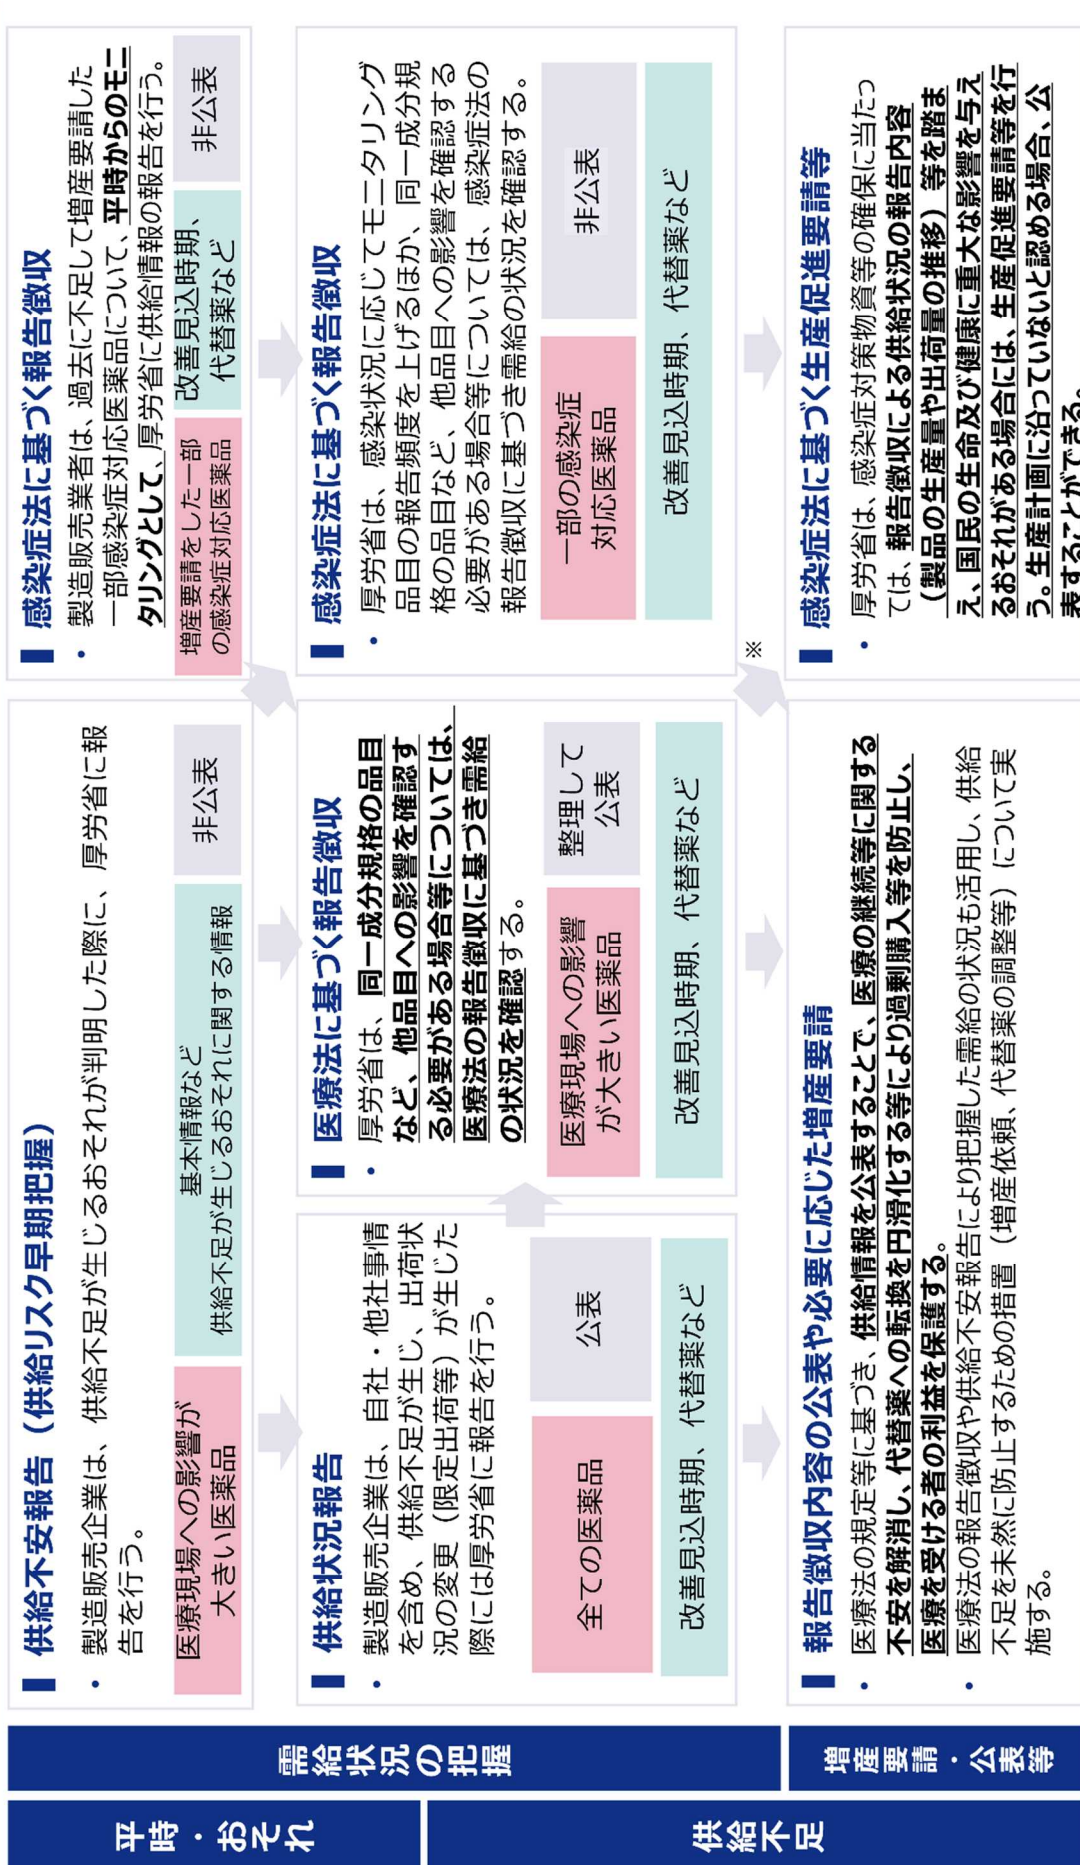 平時・おそれ
供給不足
需給状況の把握
増産要請・公表等
供給不安報告（供給リスク早期把握）
・ 製造販売企業は、供給不足が生じるおそれが判明した際に、厚労省に報
告を行う。
医療現場への影響が
大きい医薬品
基本情報など
供給不足が生じるおそれに関する情報
非公表
感染症法に基づく報告徴収
・ 製造販売業者は、過去に不足して増産要請した
一部感染症対応医薬品について、平時からのモニ
タリングとして、厚労省に供給情報の報告を行う。
増産要請をした一部
の感染症対応医薬品
改善見込時期、
代替薬など
非公表
供給状況報告
・ 製造販売企業は、自社・他社事情
を含め、供給不足が生じ、出荷状
況の変更（限定出荷等）が生じた
際には厚労省に報告を行う。
全ての医薬品
公表
改善見込時期、代替薬など
医療法に基づく報告徴収
・ 厚労省は、同一成分規格の品目
など、他品目への影響を確認す
る必要がある場合等については、
医療法の報告徴収に基づき需給
の状況を確認する。
医療現場への影響
が大きい医薬品
整理して
公表
改善見込時期、代替薬など
感染症法に基づく報告徴収
・ 厚労省は、感染状況に応じてモニタリング
品目の報告頻度を上げるほか、同一成分規
格の品目など、他品目への影響を確認する
必要がある場合等については、感染症法の
報告徴収に基づき需給の状況を確認する。
一部の感染症
対応医薬品
非公表
改善見込時期、代替薬など
※
報告徴収内容の公表や必要に応じた増産要請
・ 医療法の規定等に基づき、供給情報を公表することで、医療の継続等に関する
不安を解消し、代替薬への転換を円滑化する等により過剰購入等を防止し、
医療を受ける者の利益を保護する。
・ 医療法の報告徴収や供給不安報告により把握した需給の状況も活用し、供給
不足を未然に防止するための措置（増産依頼、代替薬の調整等）について実
施する。
感染症法に基づく生産促進要請等
・ 厚労省は、感染症対策物資等の確保に当たっ
ては、報告徴収による供給状況の報告内容
（製品の生産量や出荷量の推移）等を踏ま
え、国民の生命及び健康に重大な影響を与え
るおそれがある場合には、生産促進要請等を行
う。生産計画に沿っていないと認める場合、公
表することができる。